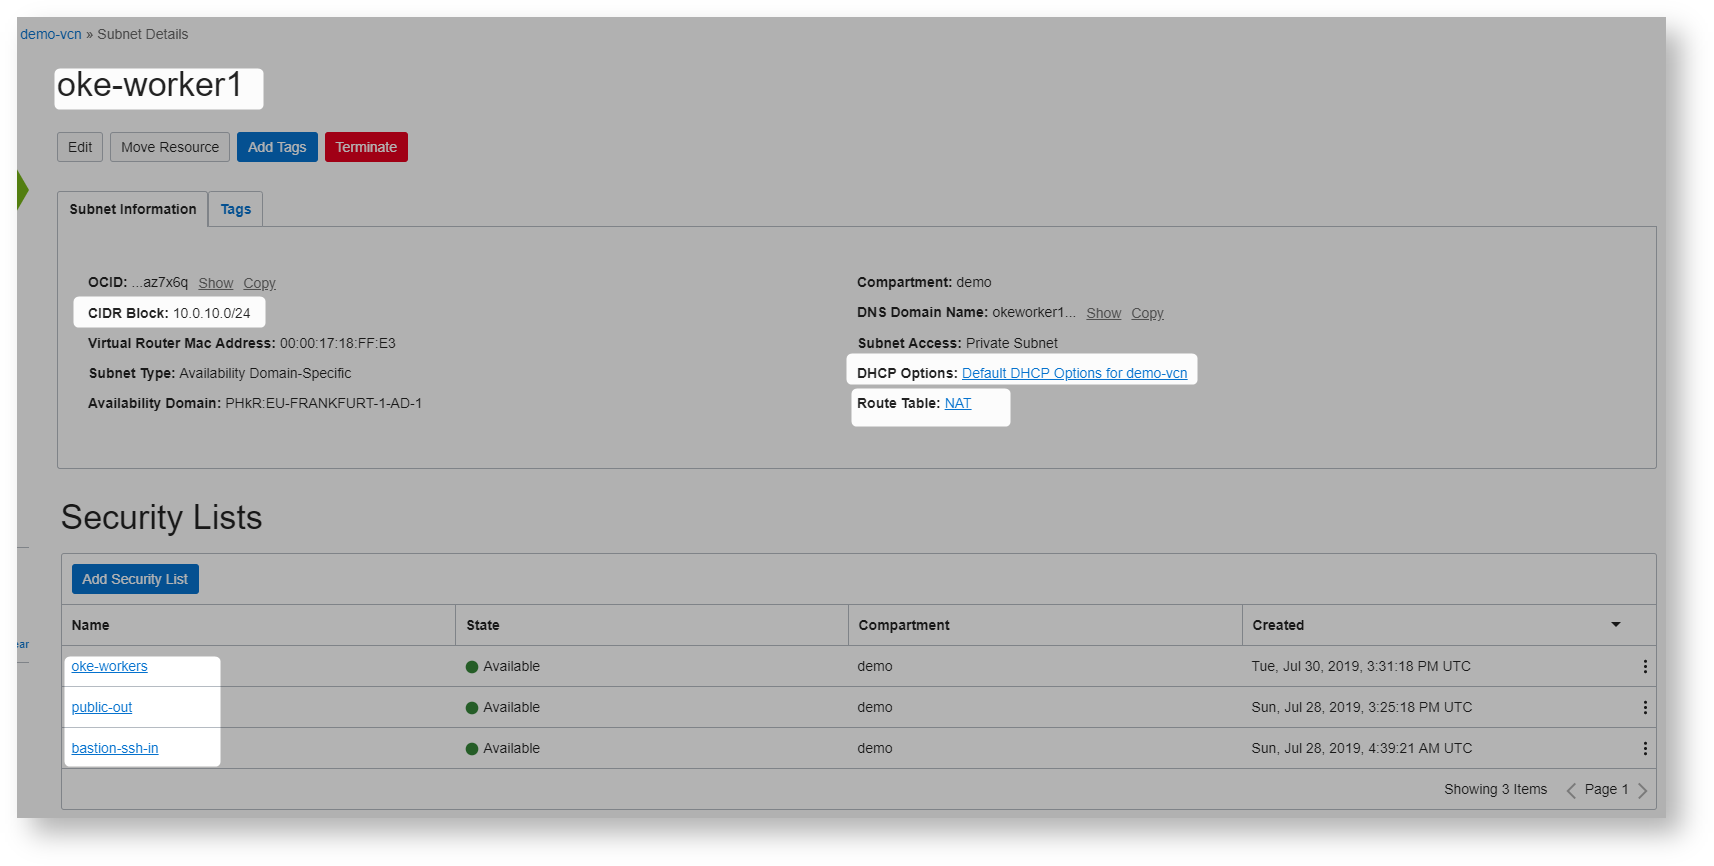 demo-vcn » Subnet Details
oke-worker1
Edit Move Resource Add Tags Terminate
Subnet Information Tags
OCID: ...az7x6q Show Copy
CIDR Block: 10.0.10.0/24
Virtual Router Mac Address: 00:00:17:18:FF:E3
Subnet Type: Availability Domain-Specific
Availability Domain: PHkR:EU-FRANKFURT-1-AD-1
Compartment: demo
DNS Domain Name: okeworker1... Show Copy
Subnet Access: Private Subnet
DHCP Options: Default DHCP Options for demo-vcn
Route Table: NAT
Security Lists
Add Security List
Name State Compartment Created
oke-workers Available demo Tue, Jul 30, 2019, 3:31:18 PM UTC
ear
public-out Available demo Sun, Jul 28, 2019, 3:25:18 PM UTC
bastion-ssh-in Available demo Sun, Jul 28, 2019, 4:39:21 AM UTC
Showing 3 Items Page 1